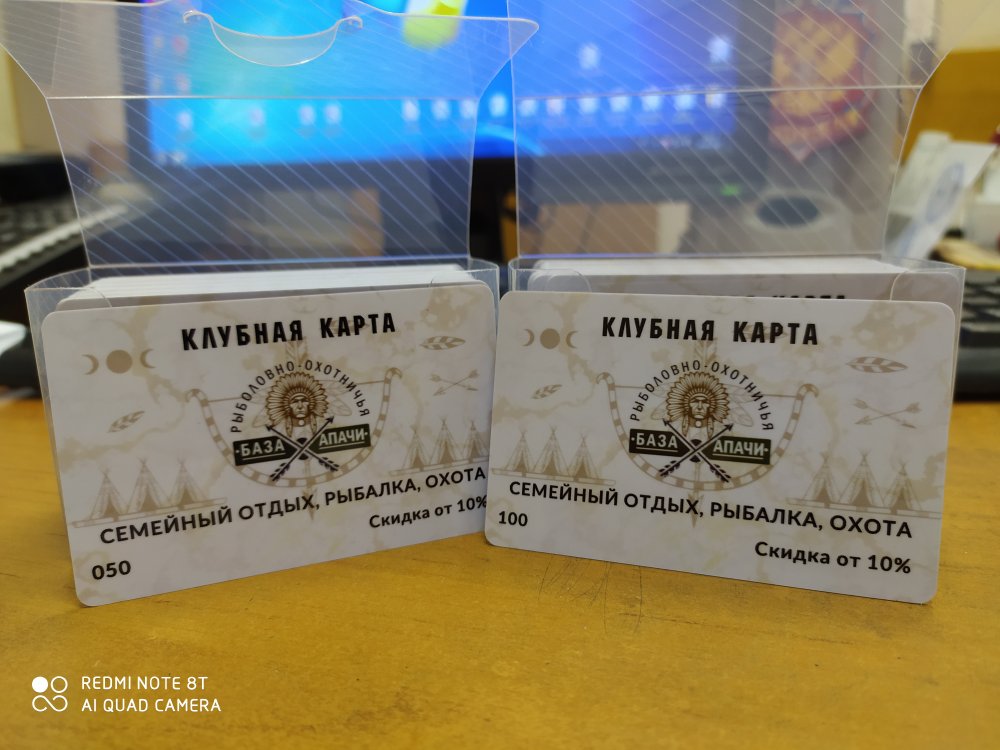 КЛУБНАЯ КАРТА
РЫБОЛОВНО-ОХОТНИЧЬЯ
·БАЗА АПАЧИ·
СЕМЕЙНЫЙ ОТДЫХ, РЫБАЛКА, ОХОТА
Скидка от 10%
050
КАРТА
КЛУБНАЯ КАРТА
РЫБОЛОВНО-ОХОТНИЧЬЯ
·БАЗА АПАЧИ·
СЕМЕЙНЫЙ ОТДЫХ, РЫБАЛКА, ОХОТА
100
Скидка от 10%
REDMI NOTE 8T
AI QUAD CAMERA